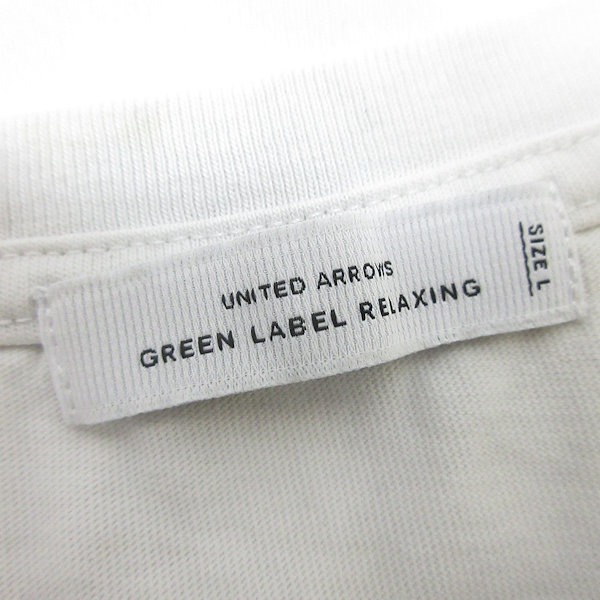 UNITED ARROWS
GREEN LABEL RELAXING
SIZE L